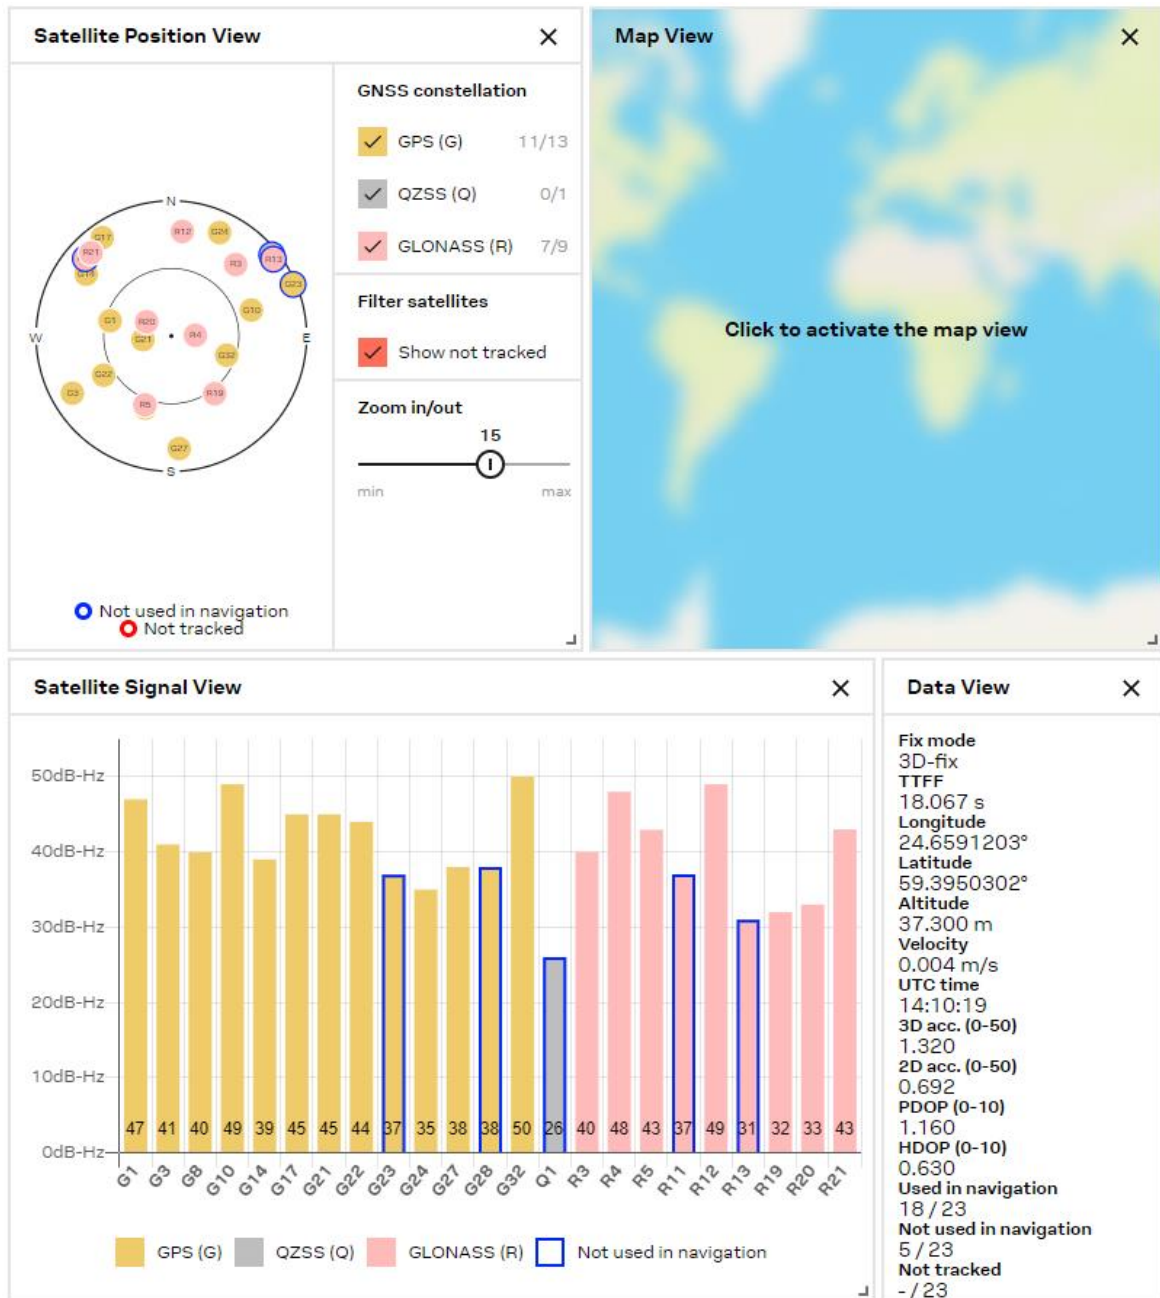 Satellite Position View
GNSS constellation
GPS (G) 11/13
QZSS (Q) 0/1
GLONASS (R) 7/9
Filter satellites
Show not tracked
Zoom in/out
15
min max
N
G17 R12 G24
R21 R3 R13
G14 G23
G1 R20 G10
W G21 R4 E
G22 G32
G3 R5 R19
G27
S
Not used in navigation
Not tracked
Map View
Click to activate the map view
Satellite Signal View
50dB-Hz
40dB-Hz
30dB-Hz
20dB-Hz
10dB-Hz
0dB-Hz
47 41 40 49 39 45 45 44 37 35 38 38 50 26 40 48 43 37 49 31 32 33 43
G1 G3 G8 G10 G14 G17 G21 G22 G23 G24 G27 G28 G32 Q1 R3 R4 R5 R11 R12 R13 R19 R20 R21
GPS (G) QZSS (Q) GLONASS (R) Not used in navigation
Data View
Fix mode
3D-fix
TTFF
18.067 s
Longitude
24.6591203°
Latitude
59.3950302°
Altitude
37.300 m
Velocity
0.004 m/s
UTC time
14:10:19
3D acc. (0-50)
1.320
2D acc. (0-50)
0.692
PDOP (0-10)
1.160
HDOP (0-10)
0.630
Used in navigation
18 / 23
Not used in navigation
5 / 23
Not tracked
- / 23